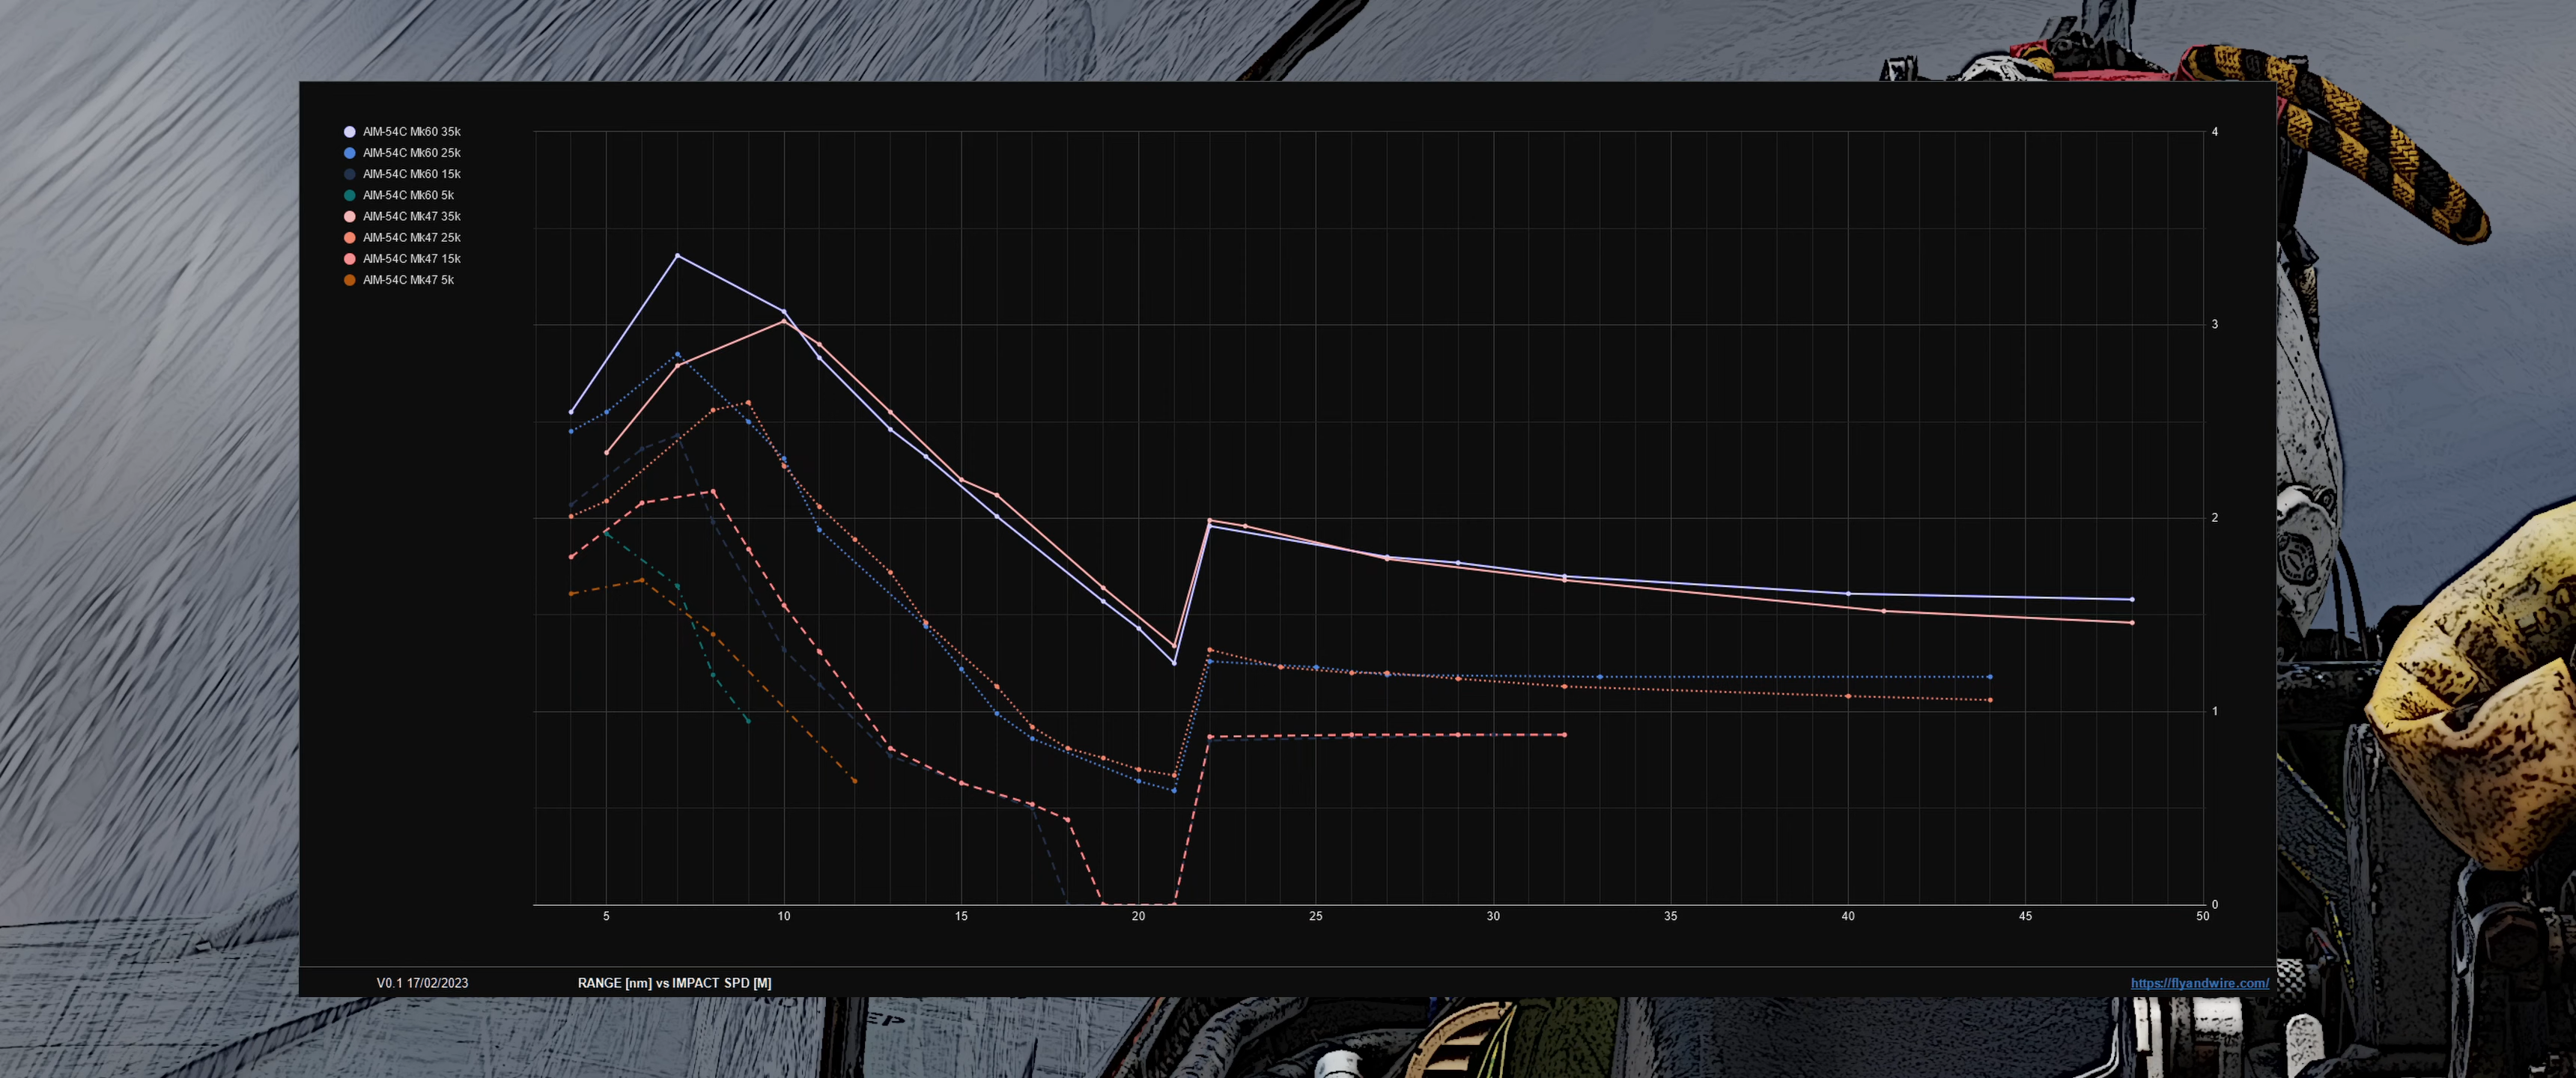 AIM-54C Mk60 35k
AIM-54C Mk60 25k
AIM-54C Mk60 15k
AIM-54C Mk60 5k
AIM-54C Mk47 35k
AIM-54C Mk47 25k
AIM-54C Mk47 15k
AIM-54C Mk47 5k
4
3
2
1
0
5 10 15 20 25 30 35 40 45 50
V0.1 17/02/2023 RANGE [nm] vs IMPACT SPD [M] https://flyandwire.com/
EP